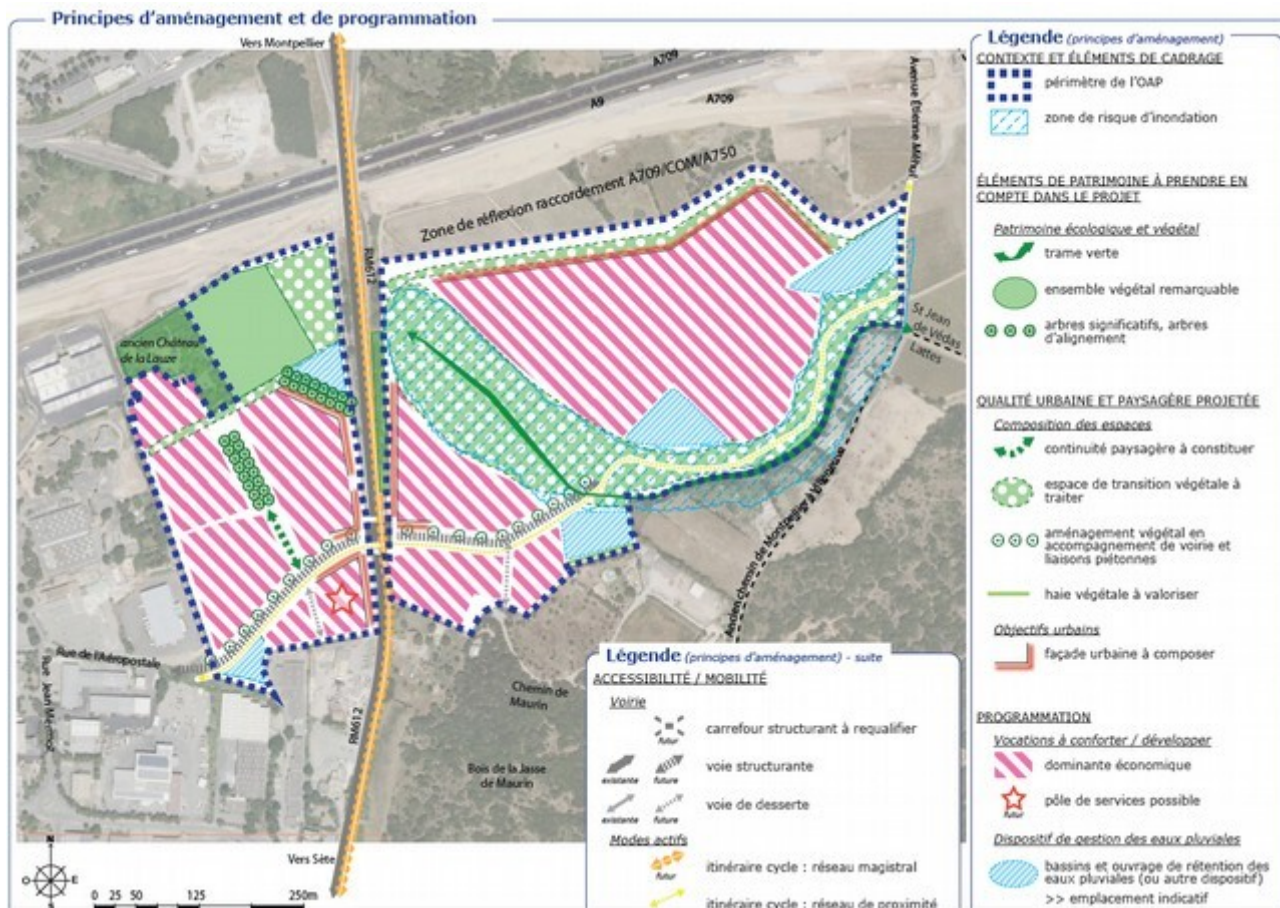 Principes d'aménagement et de programmation
Vers Montpellier
A709
A9
A709
Avenue Étienne Méhul
Zone de réflexion raccordement A709/COM/A750
RM612
ancien Château
de la Lauze
St Jean
de Védas
Lattes
Rue de l'Aéropostale
Rue Jean Mermoz
RM612
Chemin de
Maurin
Bois de la Jasse
de Maurin
Vers Sète
N
O
E
S
0 25 50 125 250m
Légende (principes d'aménagement)
CONTEXTE ET ÉLÉMENTS DE CADRAGE
périmètre de l'OAP
zone de risque d'inondation
ÉLÉMENTS DE PATRIMOINE À PRENDRE EN
COMPTE DANS LE PROJET
Patrimoine écologique et végétal
trame verte
ensemble végétal remarquable
arbres significatifs, arbres
d'alignement
QUALITÉ URBAINE ET PAYSAGÈRE PROJETÉE
Composition des espaces
continuité paysagère à constituer
espace de transition végétale à
traiter
aménagement végétal en
accompagnement de voirie et
liaisons piétonnes
haie végétale à valoriser
Objectifs urbains
façade urbaine à composer
PROGRAMMATION
Vocations à conforter / développer
dominante économique
pôle de services possible
futur
Dispositif de gestion des eaux pluviales
bassins et ouvrage de rétention des
eaux pluviales (ou autre dispositif)
>> emplacement indicatif
Légende (principes d'aménagement) - suite
ACCESSIBILITÉ / MOBILITÉ
Voirie
carrefour structurant à requalifier
futur
voie structurante
existante future
voie de desserte
existante future
Modes actifs
itinéraire cycle : réseau magistral
futur
itinéraire cycle : réseau de proximité